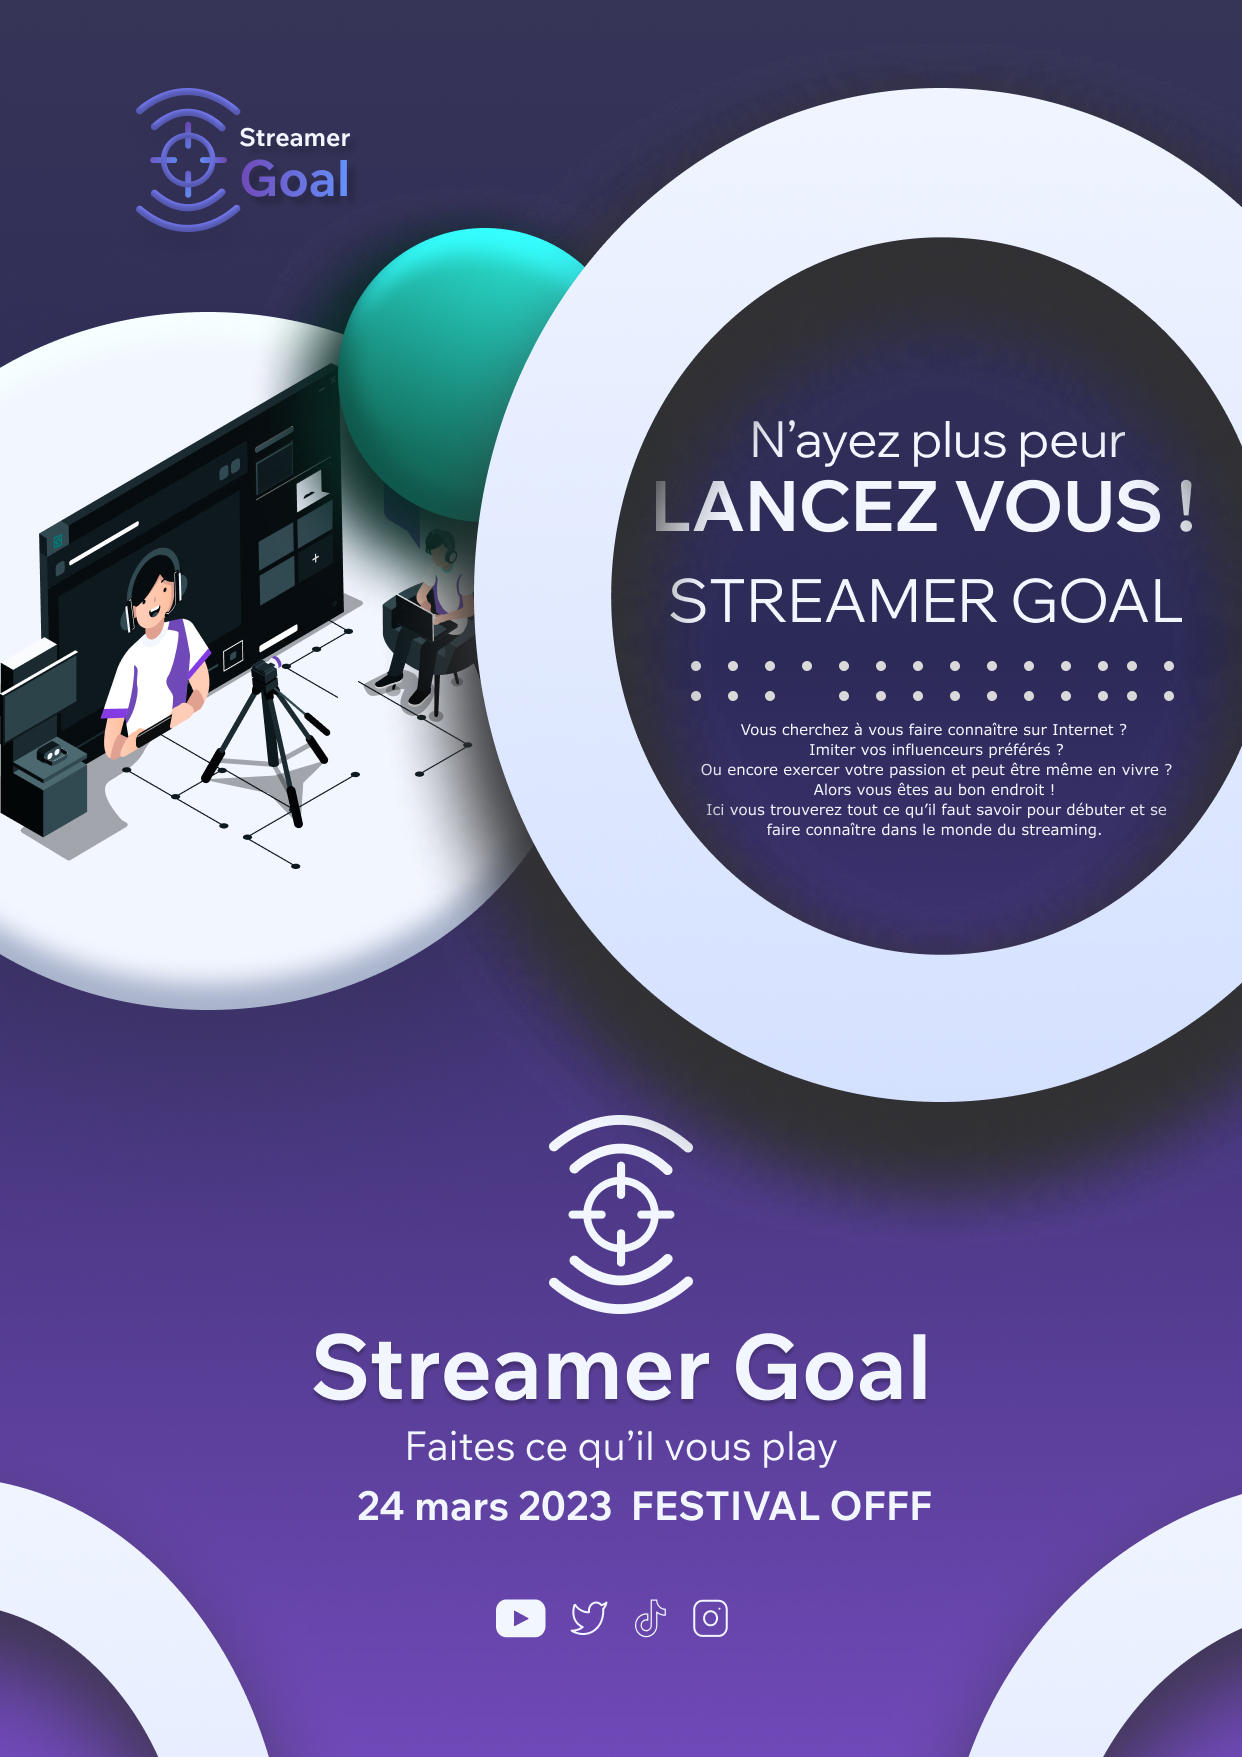 Streamer
Goal
N’ayez plus peur
LANCEZ VOUS !
STREAMER GOAL
Vous cherchez à vous faire connaître sur Internet ?
Imiter vos influenceurs préférés ?
Ou encore exercer votre passion et peut être même en vivre ?
Alors vous êtes au bon endroit !
Ici vous trouverez tout ce qu’il faut savoir pour débuter et se
faire connaître dans le monde du streaming.
Streamer Goal
Faites ce qu’il vous play
24 mars 2023 FESTIVAL OFFF